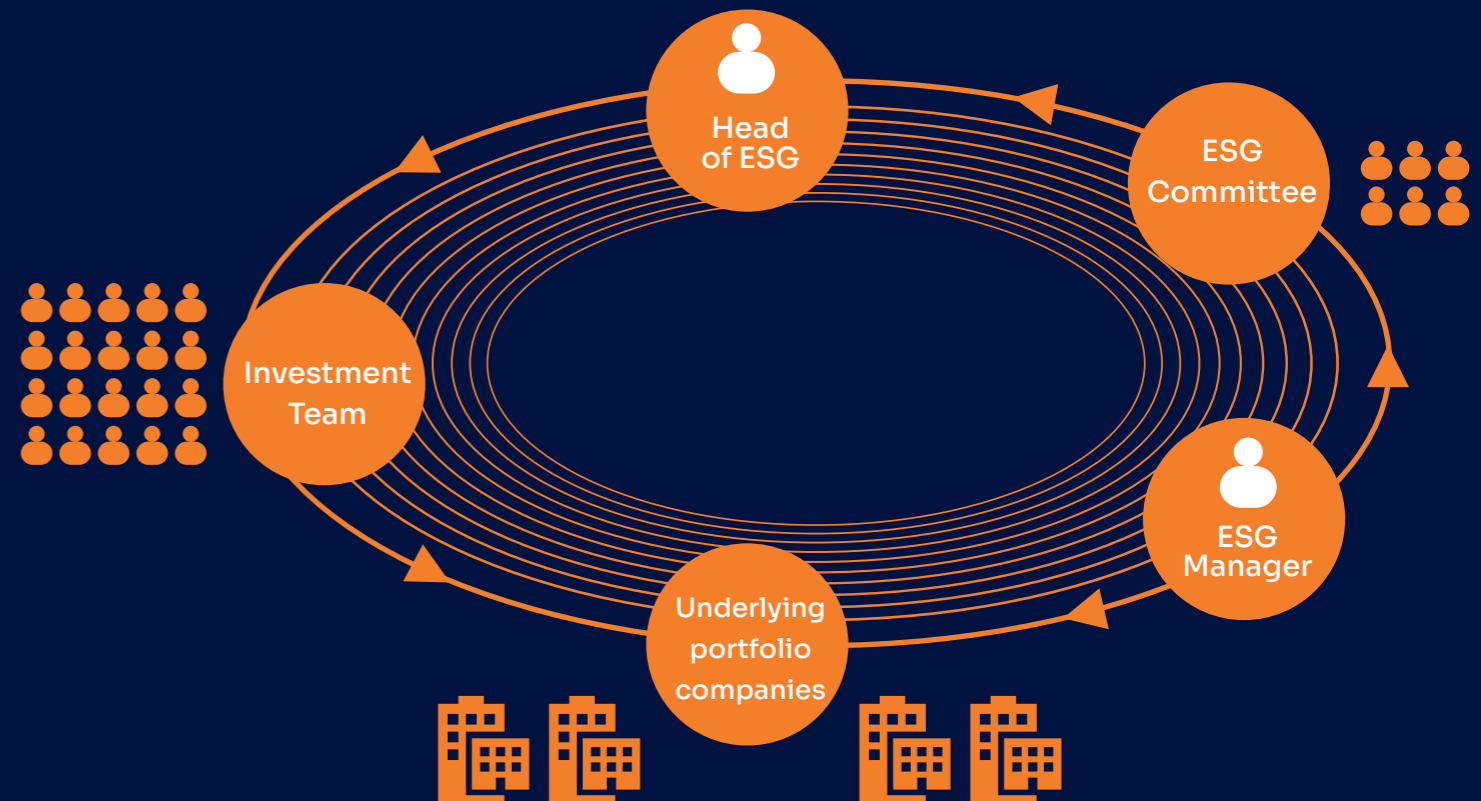 Head
of ESG
ESG
Committee
Investment
Team
ESG
Manager
Underlying
portfolio
companies